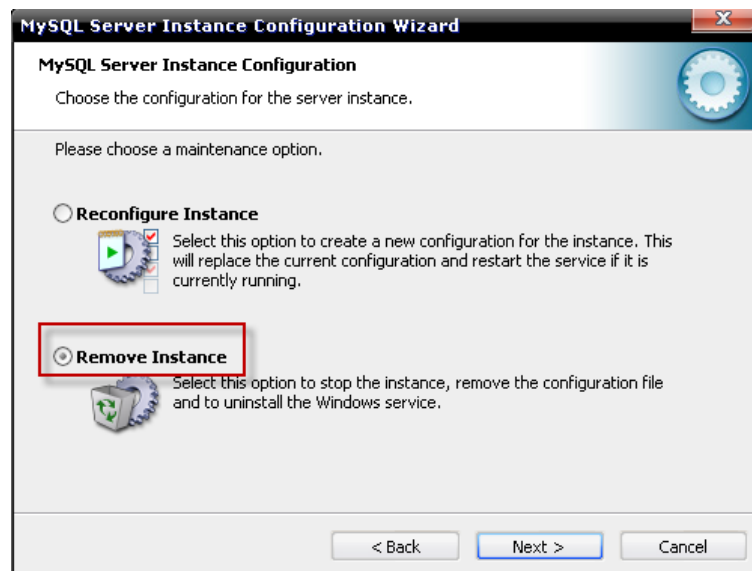 MySQL Server Instance Configuration Wizard
MySQL Server Instance Configuration
Choose the configuration for the server instance.
Please choose a maintenance option.
Reconfigure Instance
Select this option to create a new configuration for the instance. This
will replace the current configuration and restart the service if it is
currently running.
Remove Instance
Select this option to stop the instance, remove the configuration file
and to uninstall the Windows service.
< Back
Next >
Cancel